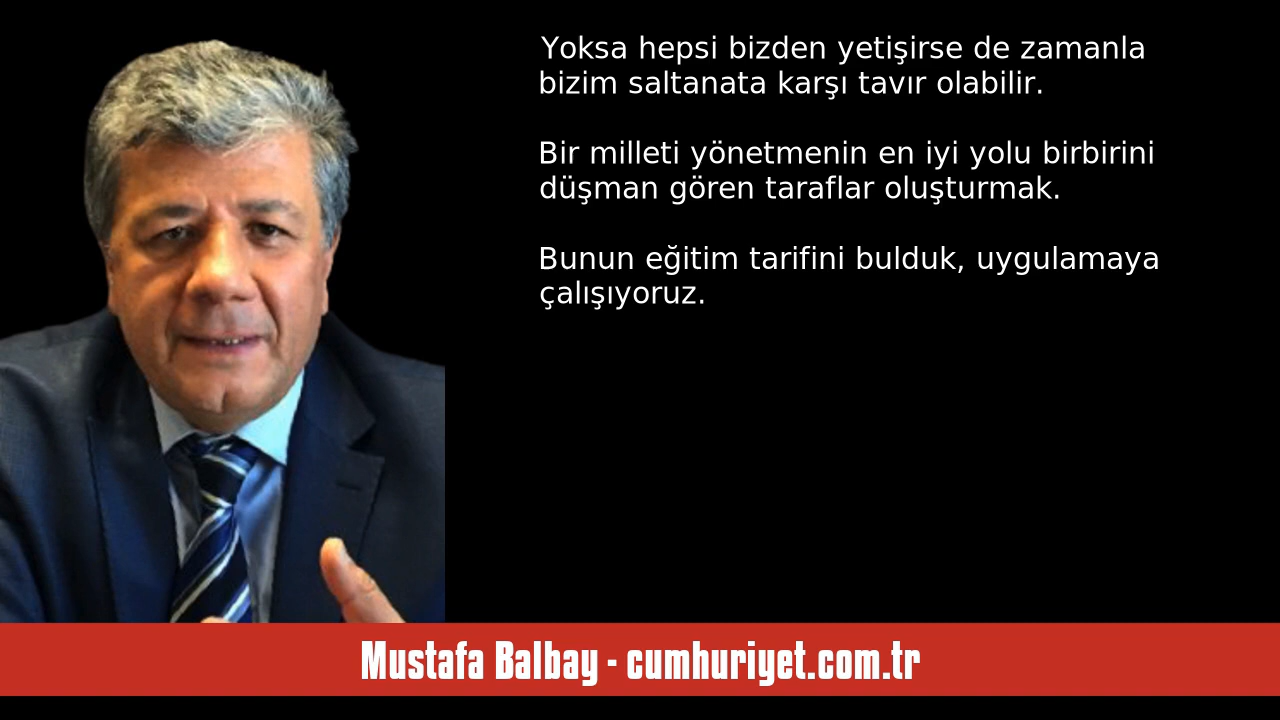 Yoksa hepsi bizden yetişirse de zamanla
bizim saltanata karşı tavır olabilir.
Bir milleti yönetmenin en iyi yolu birbirini
düşman gören taraflar oluşturmak.
Bunun eğitim tarifini bulduk, uygulamaya
çalışıyoruz.
Mustafa Balbay - cumhuriyet.com.tr